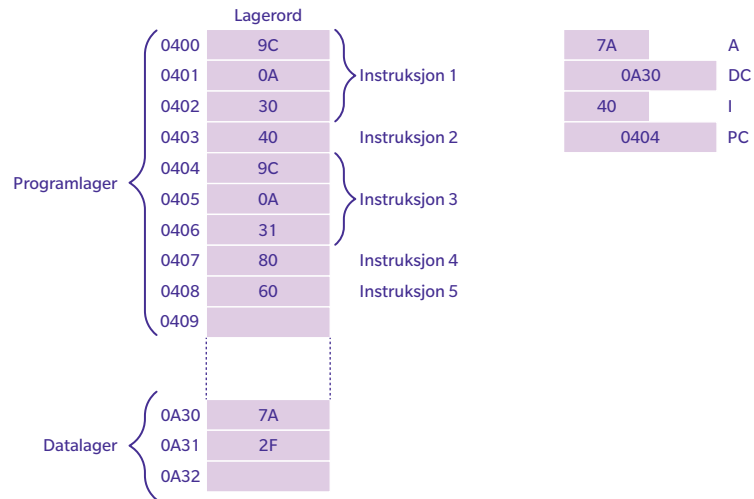 Lagerord
0400 9C 7A A
0401 0A Instruksjon 1 0A30 DC
0402 30 40 I
0403 40 Instruksjon 2 0404 PC
0404 9C
Programlager 0405 0A Instruksjon 3
0406 31
0407 80 Instruksjon 4
0408 60 Instruksjon 5
0409
0A30 7A
Datalager 0A31 2F
0A32